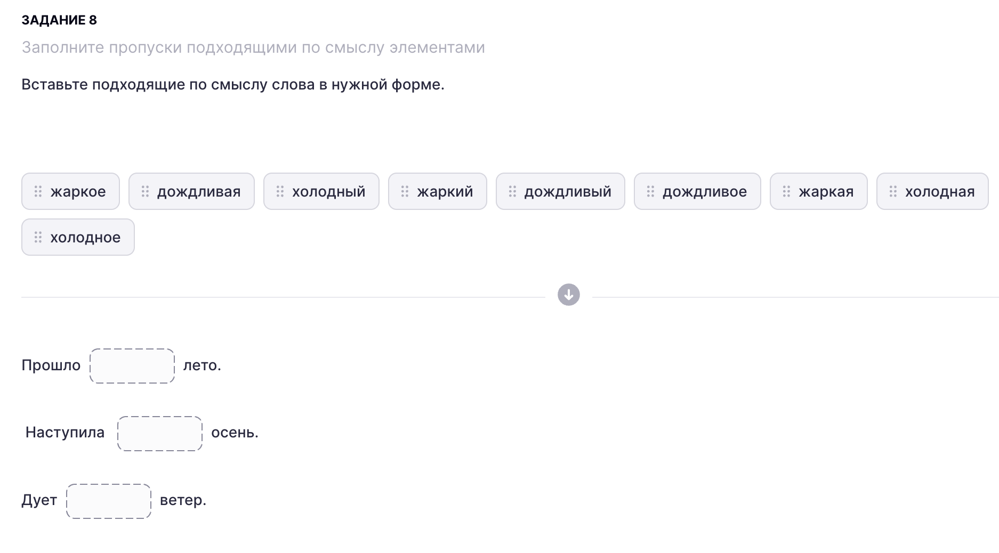 ЗАДАНИЕ 8
Заполните пропуски подходящими по смыслу элементами
Вставьте подходящие по смыслу слова в нужной форме.
жаркое дождливая холодный жаркий дождливый дождливое жаркая холодная
холодное
Прошло лето.
Наступила осень.
Дует ветер.